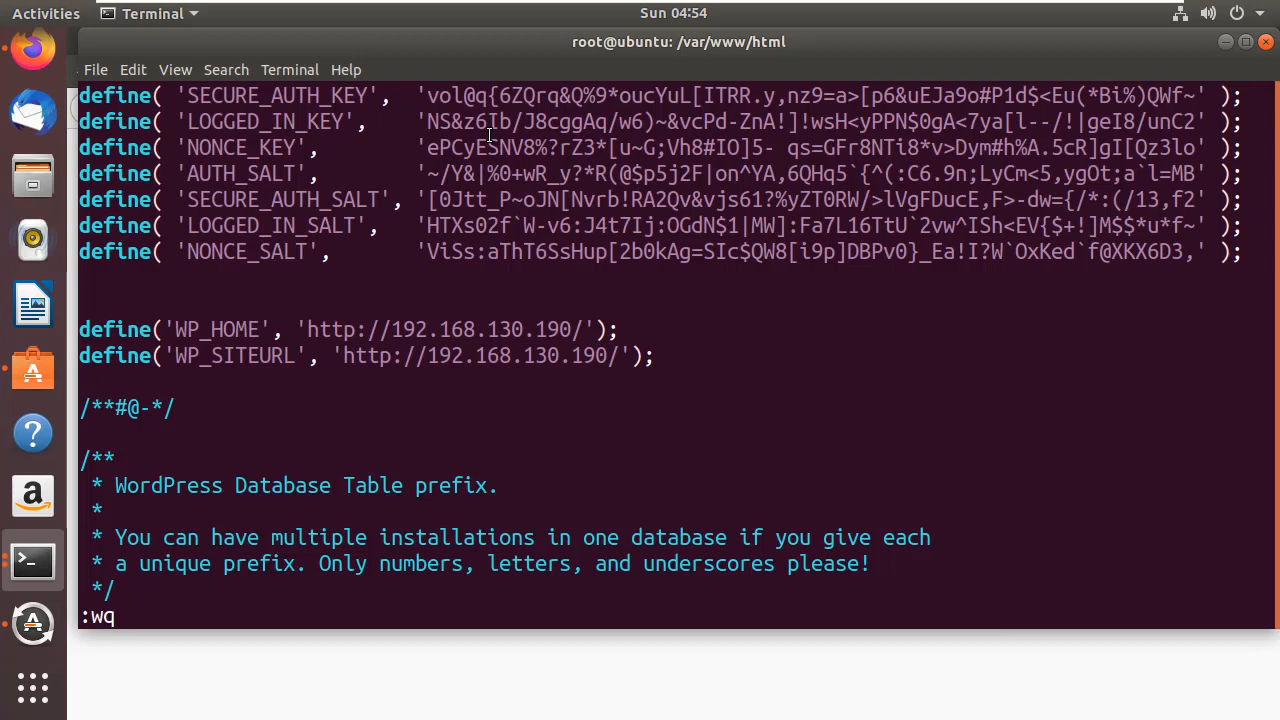 Activities
Terminal
Sun 04:54
root@ubuntu: /var/www/html
File Edit View Search Terminal Help
define( 'SECURE_AUTH_KEY', 'vol@q{6ZQrq&Q%9*oucYuL[ITRR.y,nz9=a>[p6&uEJa9o#P1d$<Eu(*Bi%)QWf~' );
define( 'LOGGED_IN_KEY', 'NS&z6Ib/J8cggAq/w6)~&vcPd-ZnA!]!wsH<yPPN$0gA<7ya[l--/!|geI8/unC2' );
define( 'NONCE_KEY', 'ePCyESNV8%?rZ3*[u~G;Vh8#IO]5- qs=GFr8NTi8*v>Dym#h%A.5cR]gI[Qz3lo' );
define( 'AUTH_SALT', '~/Y&|%0+wR_y?*R(@$p5j2F|on^YA,6QHq5`{^(:C6.9n;LyCm<5,ygOt;a`l=MB' );
define( 'SECURE_AUTH_SALT', '[0Jtt_P~oJN[Nvrb!RA2Qv&vjs61?%yZT0RW/>lVgFDucE,F>-dw={/*:(/13,f2' );
define( 'LOGGED_IN_SALT', 'HTXs02f`W-v6:J4t7Ij:OGdN$1|MW]:Fa7L16TtU`2vw^ISh<EV{$+!]M$$*u*f~' );
define( 'NONCE_SALT', 'ViSs:aThT6SsHup[2b0kAg=SIc$QW8[i9p]DBPv0}_Ea!I?W`OxKed`f@XKX6D3,' );
define('WP_HOME', 'http://192.168.130.190/');
define('WP_SITEURL', 'http://192.168.130.190/');
/**#@-*/
/**
* WordPress Database Table prefix.
*
* You can have multiple installations in one database if you give each
* a unique prefix. Only numbers, letters, and underscores please!
*/
:wq